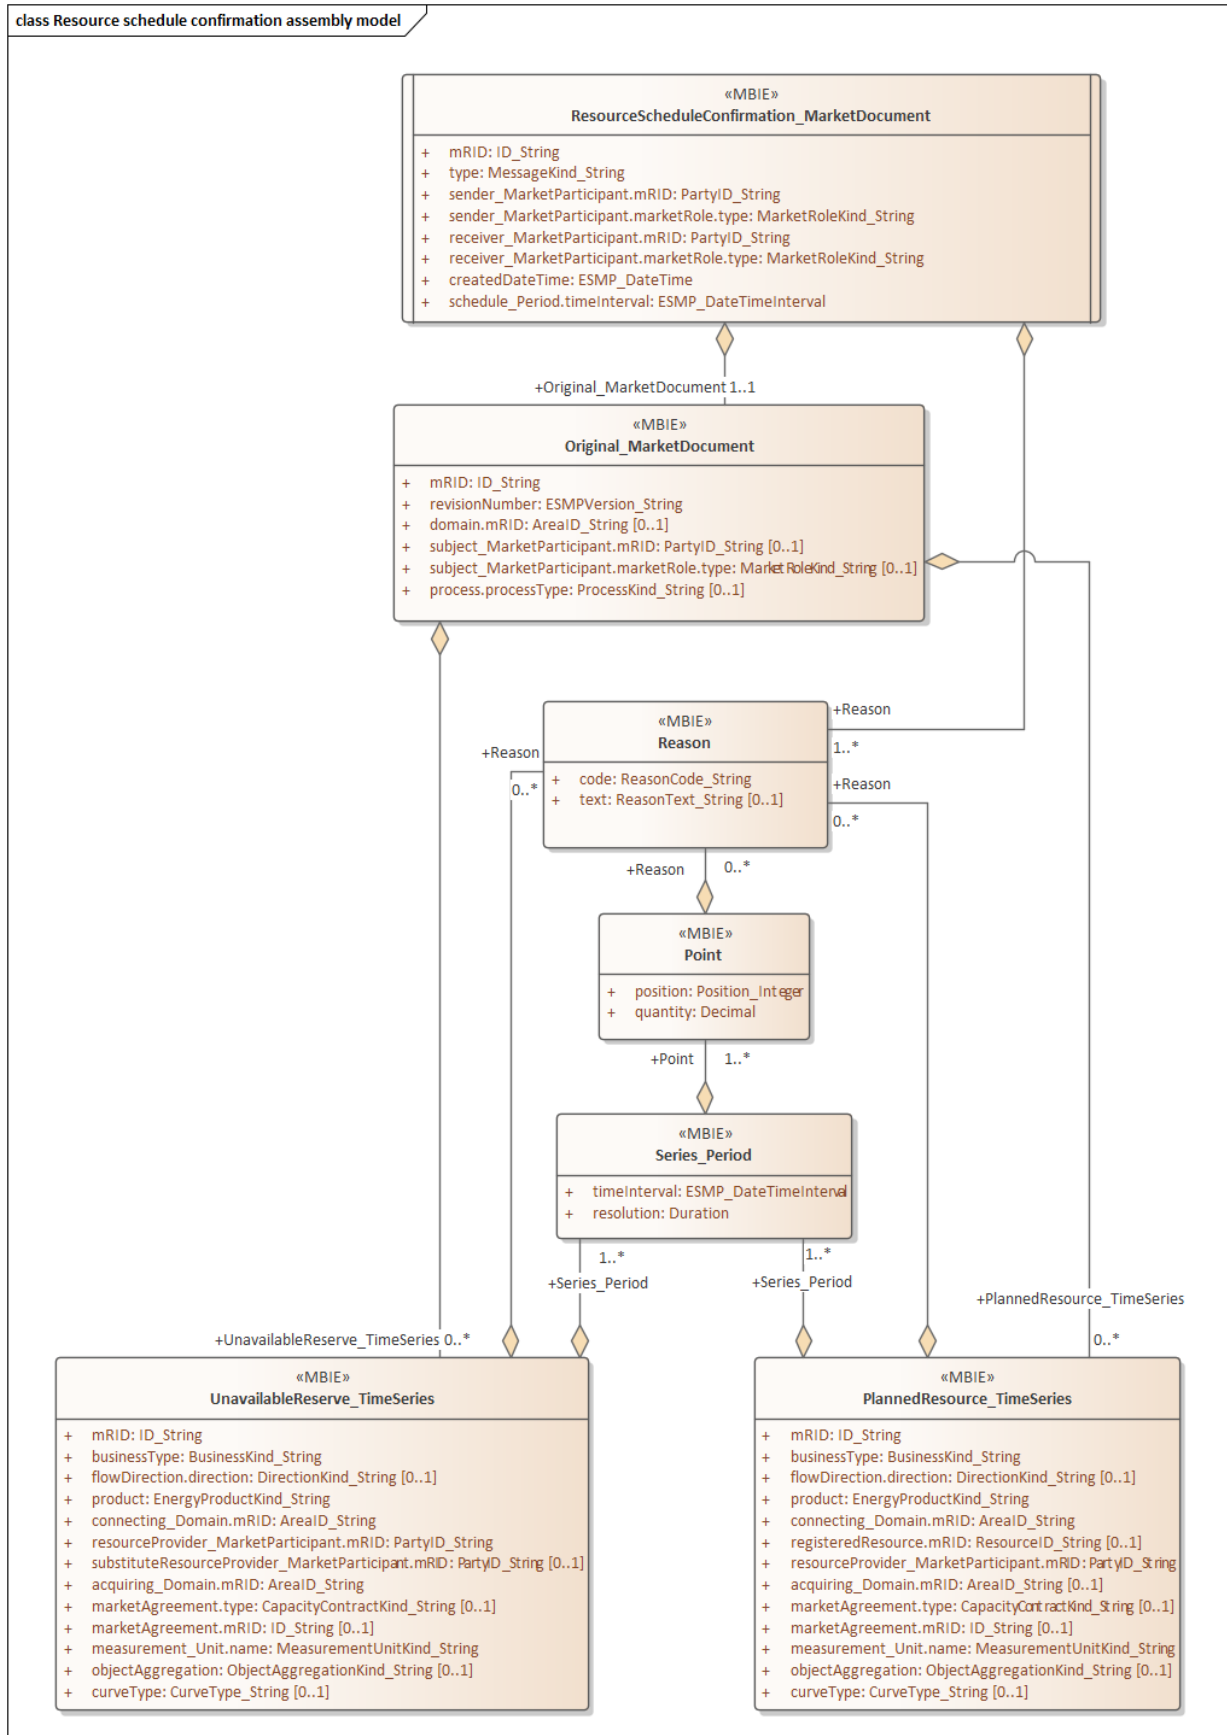 class Resource schedule confirmation assembly model
«MBIE»
ResourceScheduleConfirmation_MarketDocument
+ mRID: ID_String
+ type: MessageKind_String
+ sender_MarketParticipant.mRID: PartyID_String
+ sender_MarketParticipant.marketRole.type: MarketRoleKind_String
+ receiver_MarketParticipant.mRID: PartyID_String
+ receiver_MarketParticipant.marketRole.type: MarketRoleKind_String
+ createdDateTime: ESMP_DateTime
+ schedule_Period.timeInterval: ESMP_DateTimeInterval
+Original_MarketDocument 1..1
«MBIE»
Original_MarketDocument
+ mRID: ID_String
+ revisionNumber: ESMPVersion_String
+ domain.mRID: AreaID_String [0..1]
+ subject_MarketParticipant.mRID: PartyID_String [0..1]
+ subject_MarketParticipant.marketRole.type: MarketRoleKind_String [0..1]
+ process.processType: ProcessKind_String [0..1]
«MBIE»
Reason
+ code: ReasonCode_String
+ text: ReasonText_String [0..1]
+Reason
1..*
+Reason
0..*
+Reason
0..*
+Reason 0..*
«MBIE»
Point
+ position: Position_Integer
+ quantity: Decimal
+Point 1..*
«MBIE»
Series_Period
+ timeInterval: ESMP_DateTimeInterval
+ resolution: Duration
1..*
+Series_Period
1..*
+Series_Period
+PlannedResource_TimeSeries
0..*
+UnavailableReserve_TimeSeries 0..*
«MBIE»
UnavailableReserve_TimeSeries
+ mRID: ID_String
+ businessType: BusinessKind_String
+ flowDirection.direction: DirectionKind_String [0..1]
+ product: EnergyProductKind_String
+ connecting_Domain.mRID: AreaID_String
+ resourceProvider_MarketParticipant.mRID: PartyID_String
+ substituteResourceProvider_MarketParticipant.mRID: PartyID_String [0..1]
+ acquiring_Domain.mRID: AreaID_String
+ marketAgreement.type: CapacityContractKind_String [0..1]
+ marketAgreement.mRID: ID_String [0..1]
+ measurement_Unit.name: MeasurementUnitKind_String
+ objectAggregation: ObjectAggregationKind_String [0..1]
+ curveType: CurveType_String [0..1]
«MBIE»
PlannedResource_TimeSeries
+ mRID: ID_String
+ businessType: BusinessKind_String
+ flowDirection.direction: DirectionKind_String [0..1]
+ product: EnergyProductKind_String
+ connecting_Domain.mRID: AreaID_String
+ registeredResource.mRID: ResourceID_String [0..1]
+ resourceProvider_MarketParticipant.mRID: PartyID_String
+ acquiring_Domain.mRID: AreaID_String [0..1]
+ marketAgreement.type: CapacityContractKind_String [0..1]
+ marketAgreement.mRID: ID_String [0..1]
+ measurement_Unit.name: MeasurementUnitKind_String
+ objectAggregation: ObjectAggregationKind_String [0..1]
+ curveType: CurveType_String [0..1]